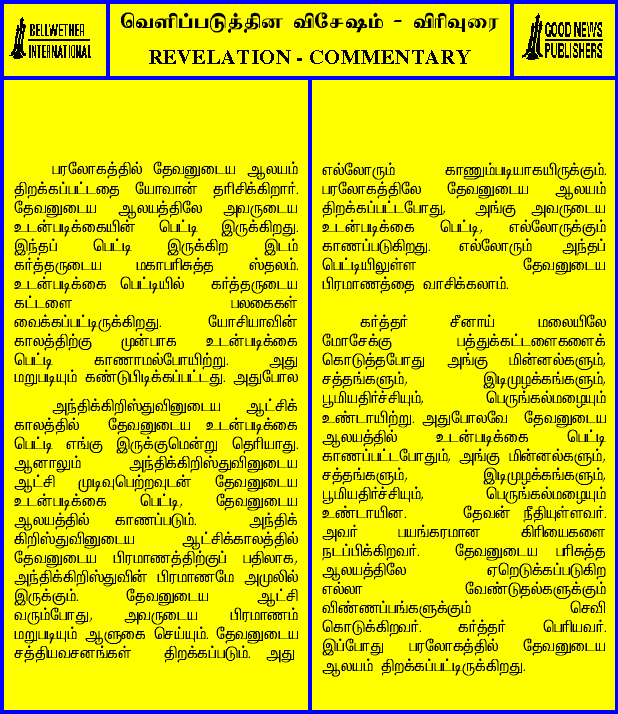 BELLWETHER
INTERNATIONAL
வெளிப்படுத்தின விசேஷம் - விரிவுரை
REVELATION - COMMENTARY
GOOD NEWS
PUBLISHERS
பரலோகத்தில் தேவனுடைய ஆலயம்
திறக்கப்பட்டதை யோவான் தரிசிக்கிறார்.
தேவனுடைய ஆலயத்திலே அவருடைய
உடன்படிக்கையின் பெட்டி இருக்கிறது.
இந்தப் பெட்டி இருக்கிற இடம்
கர்த்தருடைய மகாபரிசுத்த ஸ்தலம்.
உடன்படிக்கை பெட்டியில் கர்த்தருடைய
கட்டளை பலகைகள்
வைக்கப்பட்டிருக்கிறது. யோசியாவின்
காலத்திற்கு முன்பாக உடன்படிக்கை
பெட்டி காணாமல்போயிற்று. அது
மறுபடியும் கண்டுபிடிக்கப்பட்டது. அதுபோல
அந்திக்கிறிஸ்துவினுடைய ஆட்சிக்
காலத்தில் தேவனுடைய உடன்படிக்கை
பெட்டி எங்கு இருக்குமென்று தெரியாது.
ஆனாலும் அந்திக்கிறிஸ்துவினுடைய
ஆட்சி முடிவுபெற்றவுடன் தேவனுடைய
உடன்படிக்கை பெட்டி, தேவனுடைய
ஆலயத்தில் காணப்படும். அந்திக்
கிறிஸ்துவினுடைய ஆட்சிக்காலத்தில்
தேவனுடைய பிரமாணத்திற்குப் பதிலாக,
அந்திக்கிறிஸ்துவின் பிரமாணமே அமுலில்
இருக்கும். தேவனுடைய ஆட்சி
வரும்போது, அவருடைய பிரமாணம்
மறுபடியும் ஆளுகை செய்யும். தேவனுடைய
சத்தியவசனங்கள் திறக்கப்படும். அது
எல்லோரும் காணும்படியாகயிருக்கும்.
பரலோகத்திலே தேவனுடைய ஆலயம்
திறக்கப்பட்டபோது, அங்கு அவருடைய
உடன்படிக்கை பெட்டி, எல்லோருக்கும்
காணப்படுகிறது. எல்லோரும் அந்தப்
பெட்டியிலுள்ள தேவனுடைய
பிரமாணத்தை வாசிக்கலாம்.
கர்த்தர் சீனாய் மலையிலே
மோசேக்கு பத்துக்கட்டளைகளைக்
கொடுத்தபோது அங்கு மின்னல்களும்,
சத்தங்களும், இடிமுழக்கங்களும்,
பூமியதிர்ச்சியும், பெருங்கல்மழையும்
உண்டாயிற்று. அதுபோலவே தேவனுடைய
ஆலயத்தில் உடன்படிக்கை பெட்டி
காணப்பட்டபோதும், அங்கு மின்னல்களும்,
சத்தங்களும், இடிமுழக்கங்களும்,
பூமியதிர்ச்சியும், பெருங்கல்மழையும்
உண்டாயின. தேவன் நீதியுள்ளவர்.
அவர் பயங்கரமான கிரியைகளை
நடப்பிக்கிறவர். தேவனுடைய பரிசுத்த
ஆலயத்திலே ஏறெடுக்கப்படுகிற
எல்லா வேண்டுதல்களுக்கும்
விண்ணப்பங்களுக்கும் செவி
கொடுக்கிறவர். கர்த்தர் பெரியவர்.
இப்போது பரலோகத்தில் தேவனுடைய
ஆலயம் திறக்கப்பட்டிருக்கிறது.